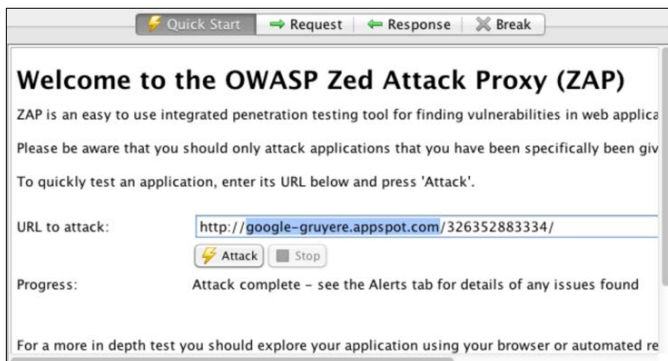 Quick Start Request Response Break
Welcome to the OWASP Zed Attack Proxy (ZAP)
ZAP is an easy to use integrated penetration testing tool for finding vulnerabilities in web applica
Please be aware that you should only attack applications that you have been specifically been giv
To quickly test an application, enter its URL below and press 'Attack'.
URL to attack: http://google-gruyere.appspot.com/326352883334/
Attack Stop
Progress: Attack complete – see the Alerts tab for details of any issues found
For a more in depth test you should explore your application using your browser or automated re